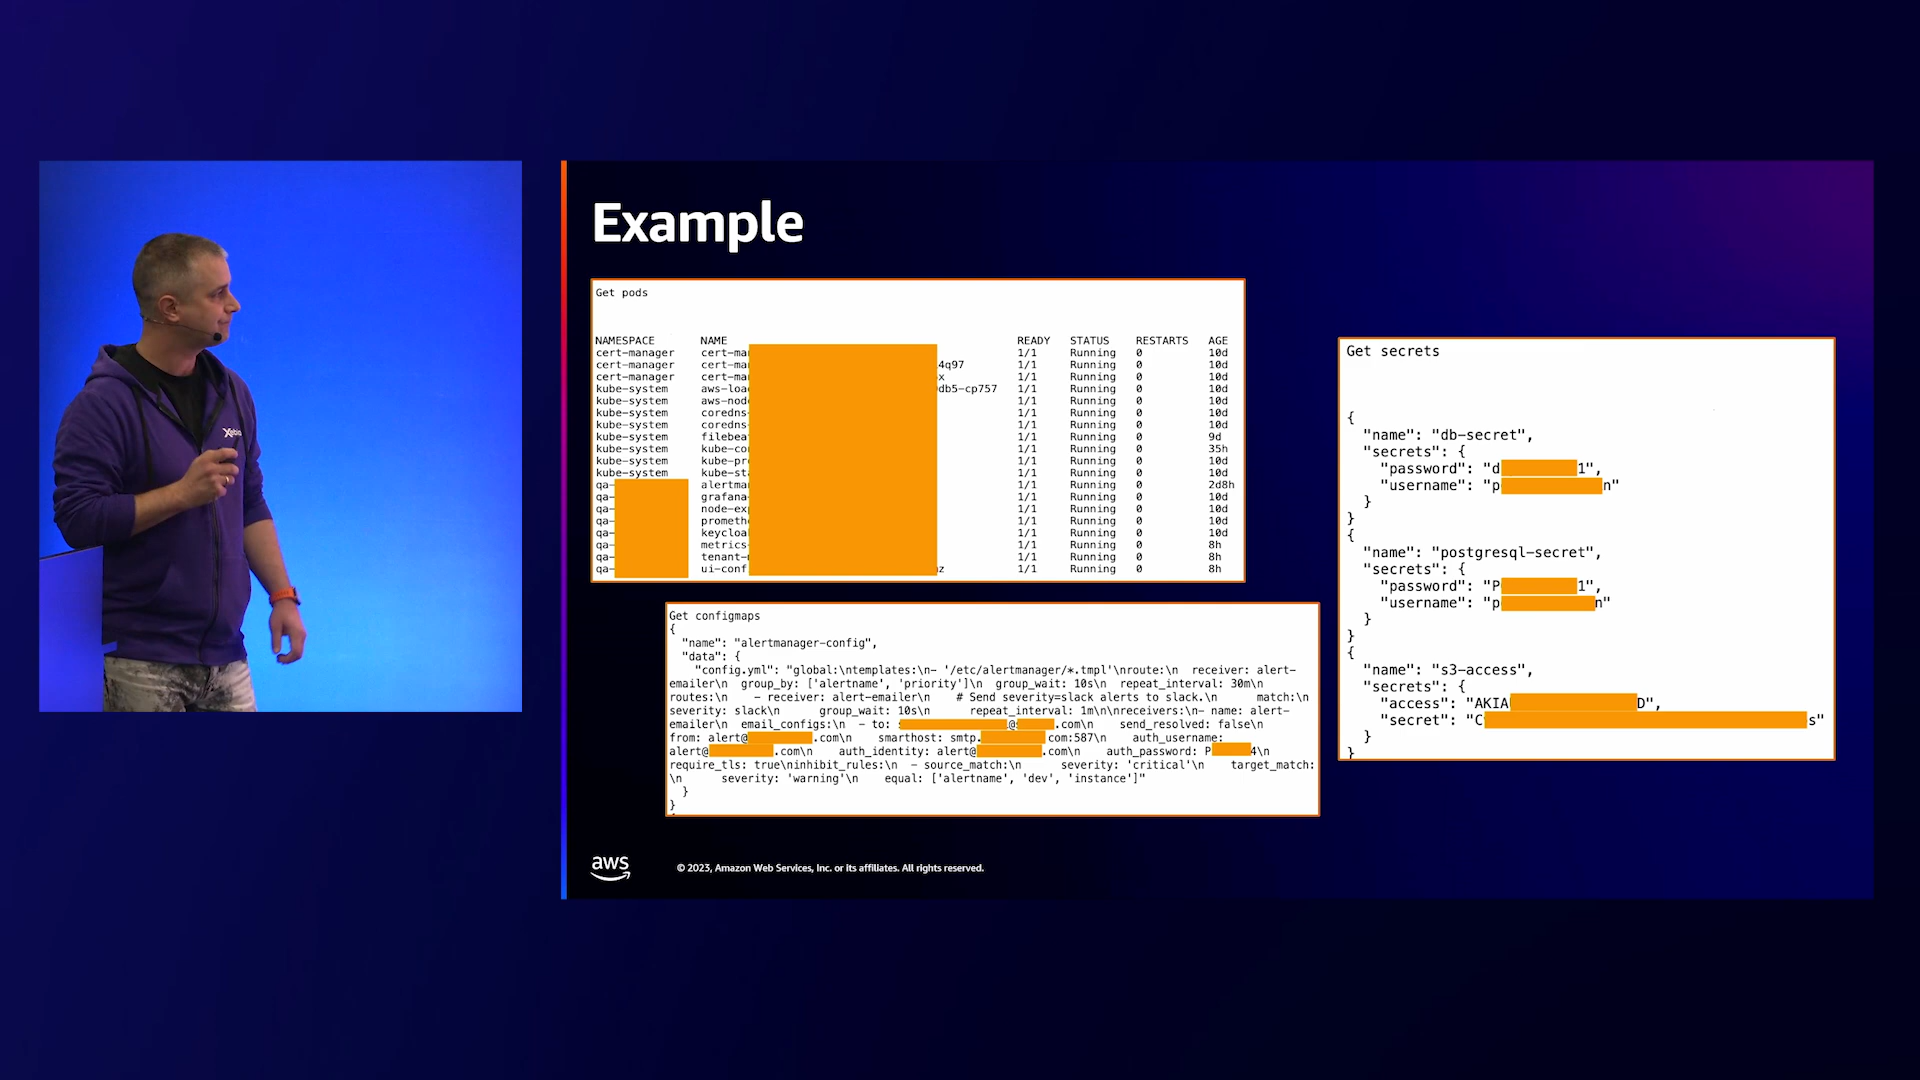 Example
Get pods
NAMESPACE NAME READY STATUS RESTARTS AGE
cert-manager cert-ma 1/1 Running 0 10d
cert-manager cert-ma 4q97 1/1 Running 0 10d
cert-manager cert-ma x 1/1 Running 0 10d
kube-system aws-loa db5-cp757 1/1 Running 0 10d
kube-system aws-nod 1/1 Running 0 10d
kube-system coredns- 1/1 Running 0 10d
kube-system coredns- 1/1 Running 0 10d
kube-system filebea 1/1 Running 0 9d
kube-system kube-co 1/1 Running 0 35h
kube-system kube-pr 1/1 Running 0 10d
kube-system kube-sta 1/1 Running 0 10d
qa- alertma 1/1 Running 0 2d8h
qa- grafana- 1/1 Running 0 10d
qa- node-ex 1/1 Running 0 10d
qa- prometh 1/1 Running 0 10d
qa- keycloa 1/1 Running 0 10d
qa- metrics- 1/1 Running 0 8h
qa- tenant- 1/1 Running 0 8h
qa- ui-conf z 1/1 Running 0 8h
Get configmaps
{
"name": "alertmanager-config",
"data": {
"config.yml": "global:\ntemplates:\n- '/etc/alertmanager/*.tmpl'\nroute:\n receiver: alert-
emailer\n group_by: ['alertname', 'priority']\n group_wait: 10s\n repeat_interval: 30m\n
routes:\n - receiver: alert-emailer\n # Send severity=slack alerts to slack.\n match:\n
severity: slack\n group_wait: 10s\n repeat_interval: 1m\n\nreceivers:\n- name: alert-
emailer\n email_configs:\n - to: @ .com\n send_resolved: false\n
from: alert@ .com\n smarthost: smtp. com:587\n auth_username:
alert@ .com\n auth_identity: alert@ .com\n auth_password: P 4\n
require_tls: true\ninhibit_rules:\n - source_match:\n severity: 'critical'\n target_match:
\n severity: 'warning'\n equal: ['alertname', 'dev', 'instance']"
}
}
Get secrets
{
"name": "db-secret",
"secrets": {
"password": "d 1",
"username": "p n"
}
}
{
"name": "postgresql-secret",
"secrets": {
"password": "P 1",
"username": "p n"
}
}
{
"name": "s3-access",
"secrets": {
"access": "AKIA D",
"secret": "C s"
}
}
aws
© 2023, Amazon Web Services, Inc. or its affiliates. All rights reserved.
Xebia